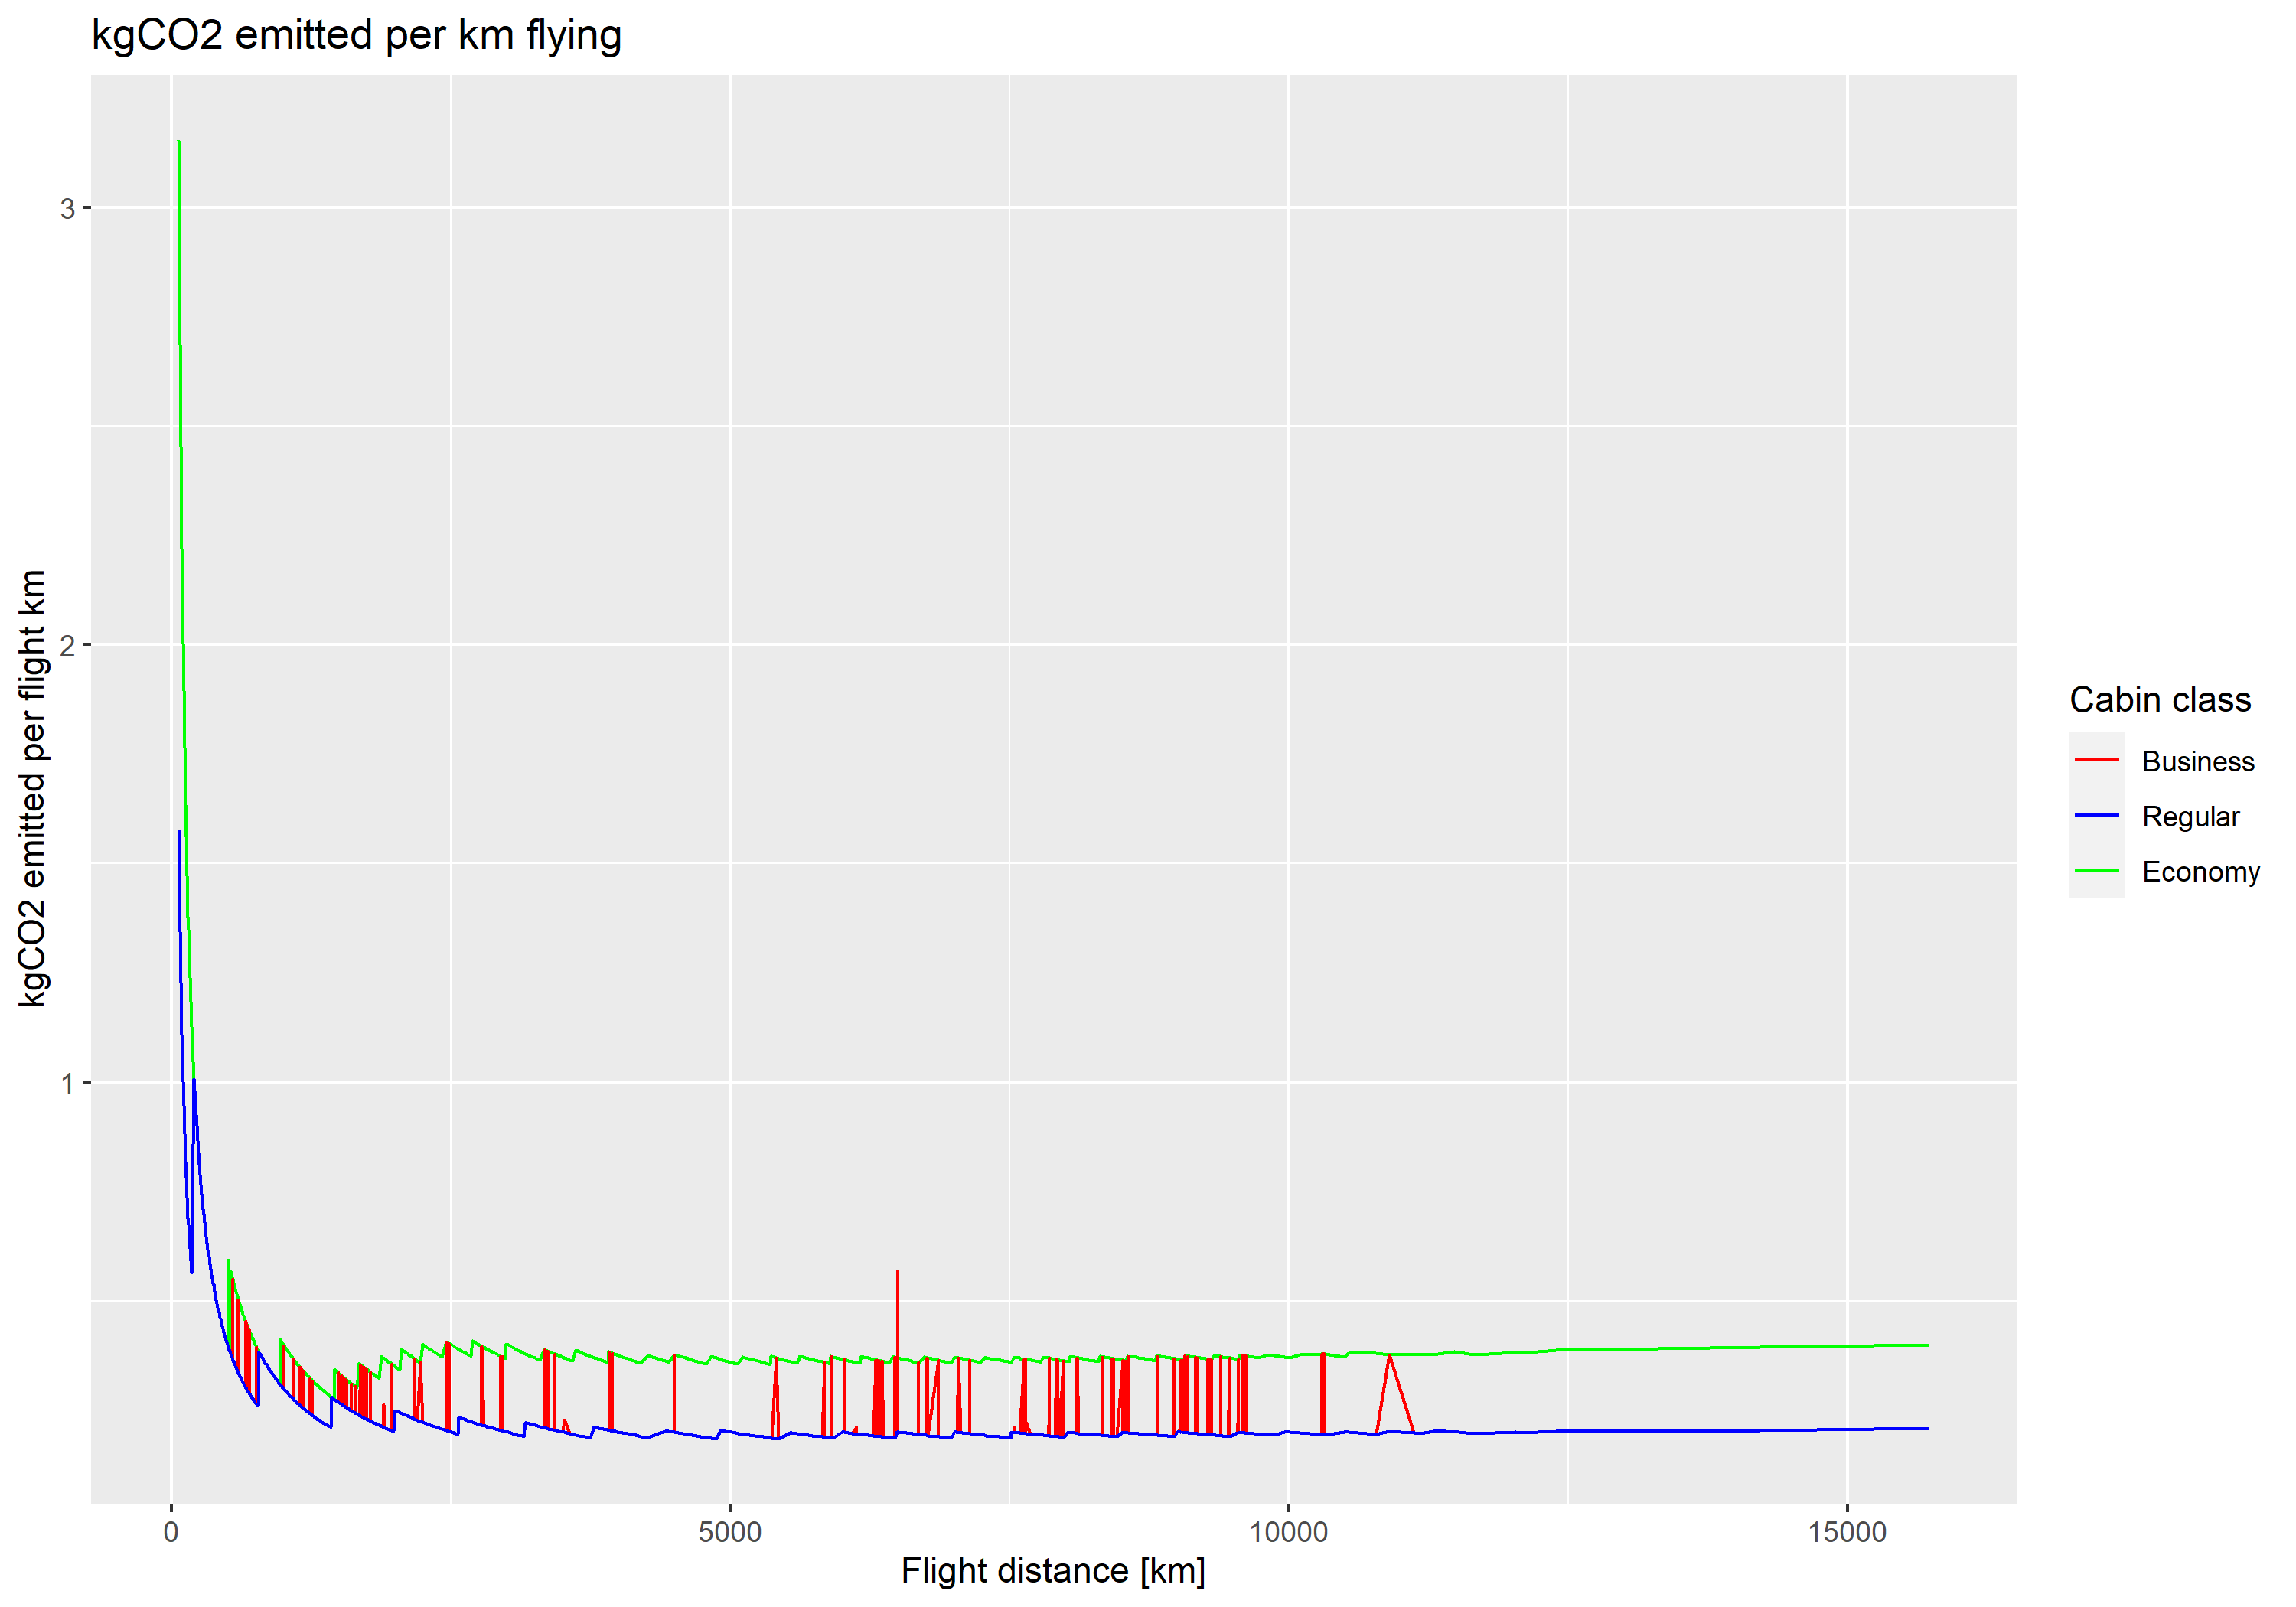 kgCO2 emitted per km flying
kgCO2 emitted per flight km
3
2
1
0
5000
10000
15000
Flight distance [km]
Cabin class
Business
Regular
Economy